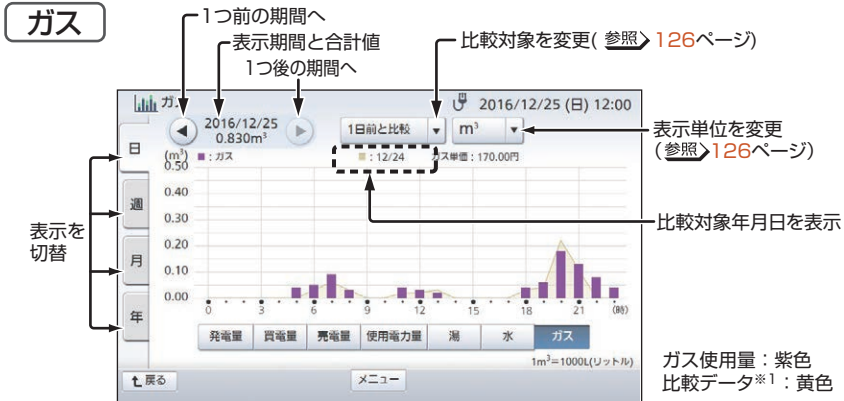 ガス
1つ前の期間へ
表示期間と合計値
1つ後の期間へ
比較対象を変更( 参照 126ページ)
ガス
2016/12/25 (日) 12:00
2016/12/25
0.830m³
1日前と比較
m³
表示単位を変更
(参照 126ページ)
日
週
月
年
(m³)
■:ガス
■:12/24
ガス単価:170.00円
0.50
0.40
0.30
0.20
0.10
0.00
0 3 6 9 12 15 18 21 (時)
比較対象年月日を表示
表示を
切替
発電量 買電量 売電量 使用電力量 湯 水 ガス
1m³=1000L(リットル)
戻る
メニュー
ガス使用量:紫色
比較データ※1:黄色